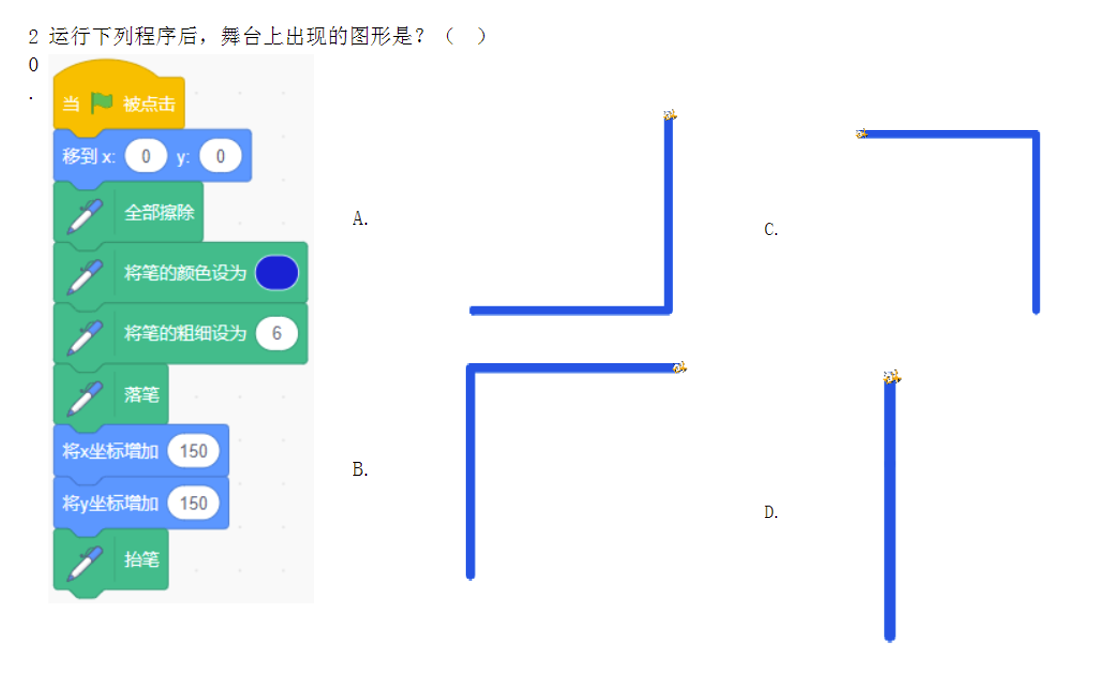 2 运行下列程序后，舞台上出现的图形是？（ ）
0
.
当 被点击
移到 x: 0 y: 0
全部擦除
将笔的颜色设为
将笔的粗细设为 6
落笔
将x坐标增加 150
将y坐标增加 150
抬笔
A.
B.
C.
D.